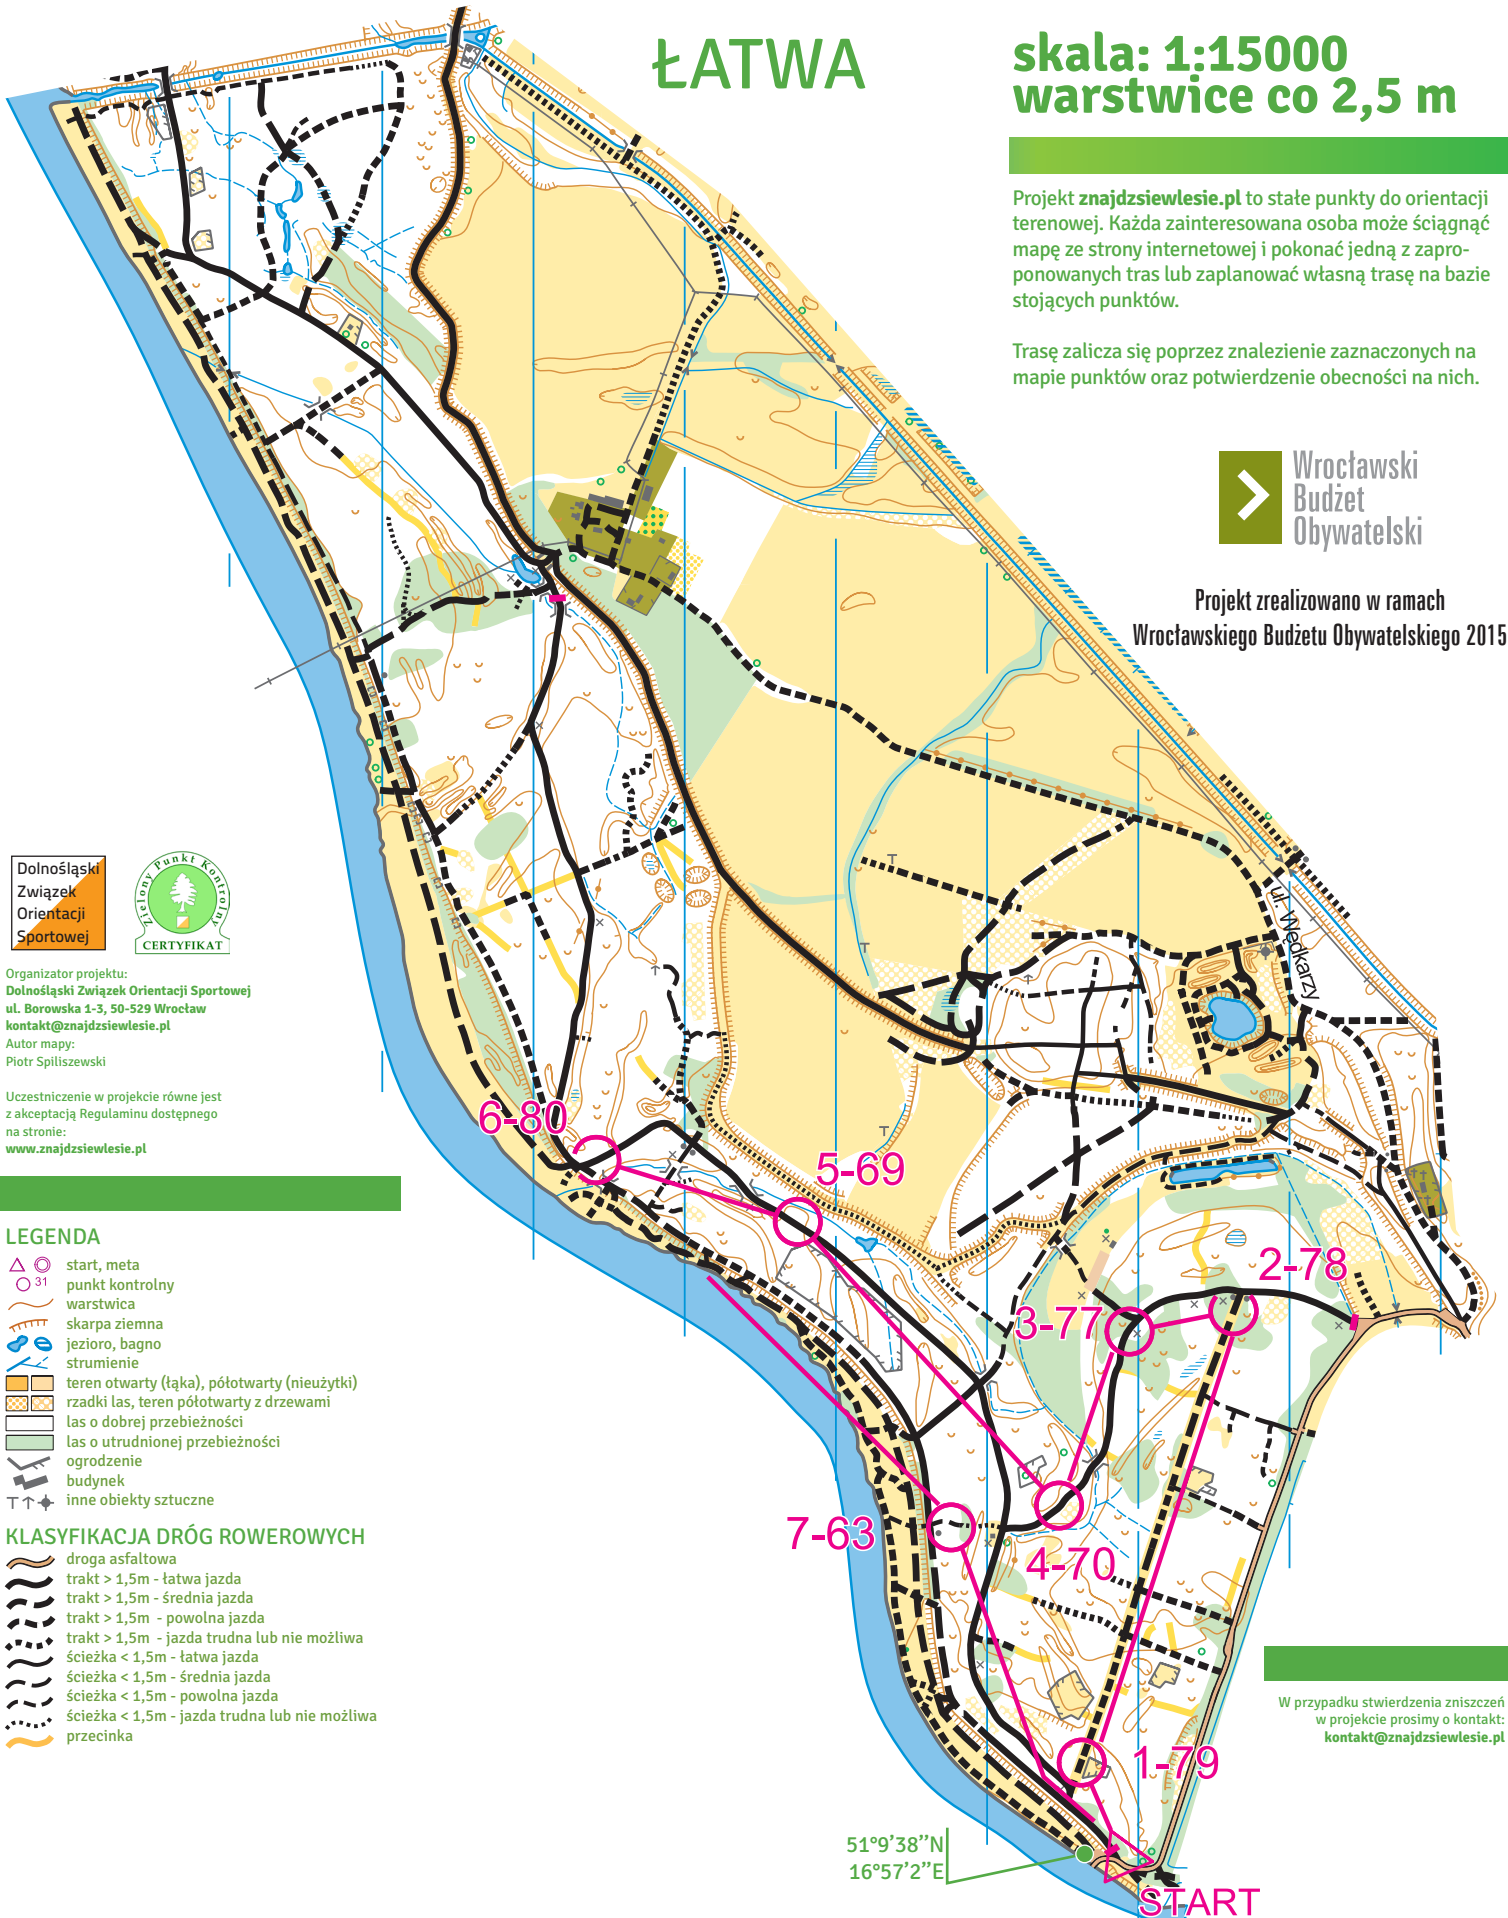 ŁATWA
skala: 1:15000
warstwice co 2,5 m
Projekt znajdzsiewlesie.pl to stałe punkty do orientacji
terenowej. Każda zainteresowana osoba może ściągnąć
mapę ze strony internetowej i pokonać jedną z zapro-
ponowanych tras lub zaplanować własną trasę na bazie
stojących punktów.
Trasę zalicza się poprzez znalezienie zaznaczonych na
mapie punktów oraz potwierdzenie obecności na nich.
Wrocławski
Budżet
Obywatelski
Projekt zrealizowano w ramach
Wrocławskiego Budżetu Obywatelskiego 2015
ul. Wędkarzy
Dolnośląski
Związek
Orientacji
Sportowej
Zielony Punkt Kontrolny
CERTYFIKAT
Organizator projektu:
Dolnośląski Związek Orientacji Sportowej
ul. Borowska 1-3, 50-529 Wrocław
kontakt@znajdzsiewlesie.pl
Autor mapy:
Piotr Spiliszewski
Uczestniczenie w projekcie równe jest
z akceptacją Regulaminu dostępnego
na stronie:
www.znajdzsiewlesie.pl
6-80
5-69
2-78
3-77
7-63
4-70
1-79
START
51°9'38"N
16°57'2"E
LEGENDA
start, meta
31 punkt kontrolny
warstwica
skarpa ziemna
jezioro, bagno
strumienie
teren otwarty (łąka), półotwarty (nieużytki)
rzadki las, teren półotwarty z drzewami
las o dobrej przebieżności
las o utrudnionej przebieżności
ogrodzenie
budynek
inne obiekty sztuczne
KLASYFIKACJA DRÓG ROWEROWYCH
droga asfaltowa
trakt > 1,5m - łatwa jazda
trakt > 1,5m - średnia jazda
trakt > 1,5m - powolna jazda
trakt > 1,5m - jazda trudna lub nie możliwa
ścieżka < 1,5m - łatwa jazda
ścieżka < 1,5m - średnia jazda
ścieżka < 1,5m - powolna jazda
ścieżka < 1,5m - jazda trudna lub nie możliwa
przecinka
W przypadku stwierdzenia zniszczeń
w projekcie prosimy o kontakt:
kontakt@znajdzsiewlesie.pl